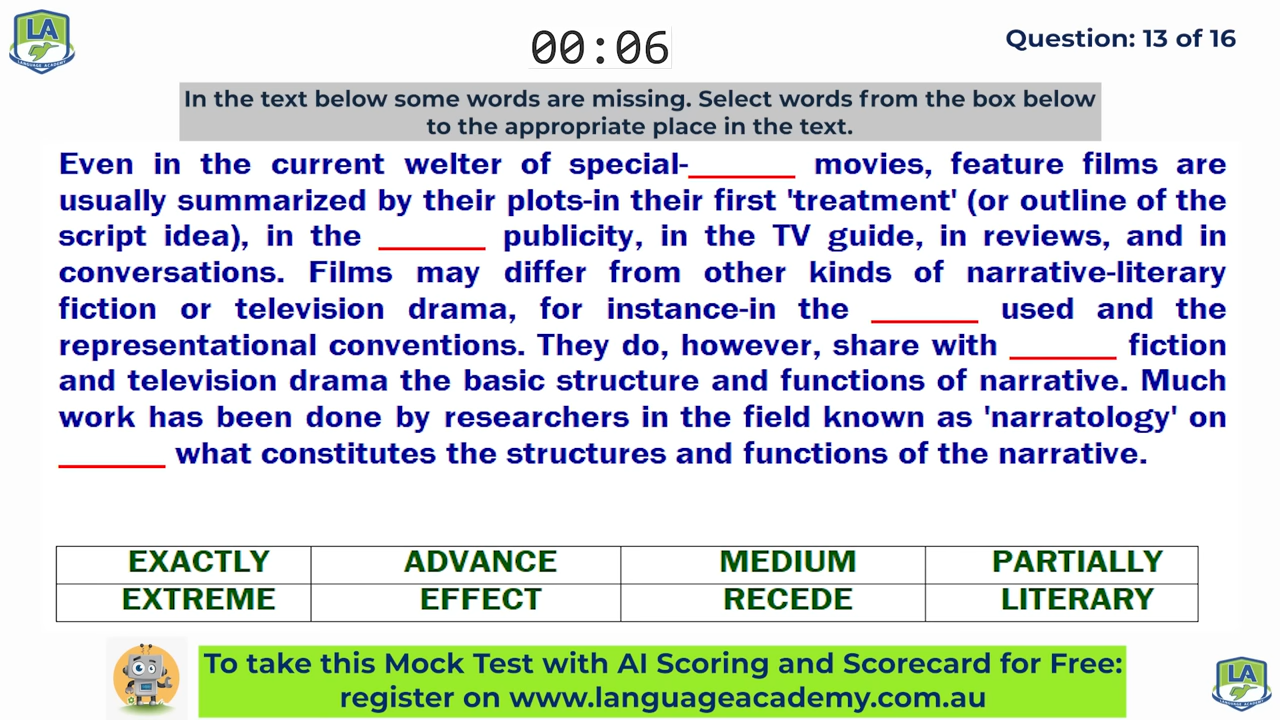 LA
LANGUAGE ACADEMY
00:06
Question: 13 of 16
In the text below some words are missing. Select words from the box below
to the appropriate place in the text.
Even in the current welter of special-______ movies, feature films are
usually summarized by their plots-in their first 'treatment' (or outline of the
script idea), in the ______ publicity, in the TV guide, in reviews, and in
conversations. Films may differ from other kinds of narrative-literary
fiction or television drama, for instance-in the ______ used and the
representational conventions. They do, however, share with ______ fiction
and television drama the basic structure and functions of narrative. Much
work has been done by researchers in the field known as 'narratology' on
______ what constitutes the structures and functions of the narrative.
EXACTLY ADVANCE MEDIUM PARTIALLY
EXTREME EFFECT RECEDE LITERARY
To take this Mock Test with AI Scoring and Scorecard for Free:
register on www.languageacademy.com.au
LA